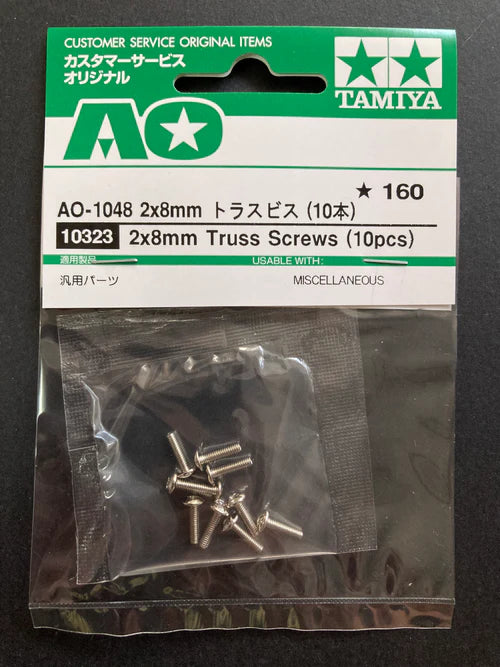 CUSTOMER SERVICE ORIGINAL ITEMS
カスタマーサービス
オリジナル
TAMIYA
AO
★ 160
AO-1048 2x8mm トラスビス (10本)
10323 2x8mm Truss Screws (10pcs)
適用製品 USABLE WITH:
汎用パーツ MISCELLANEOUS